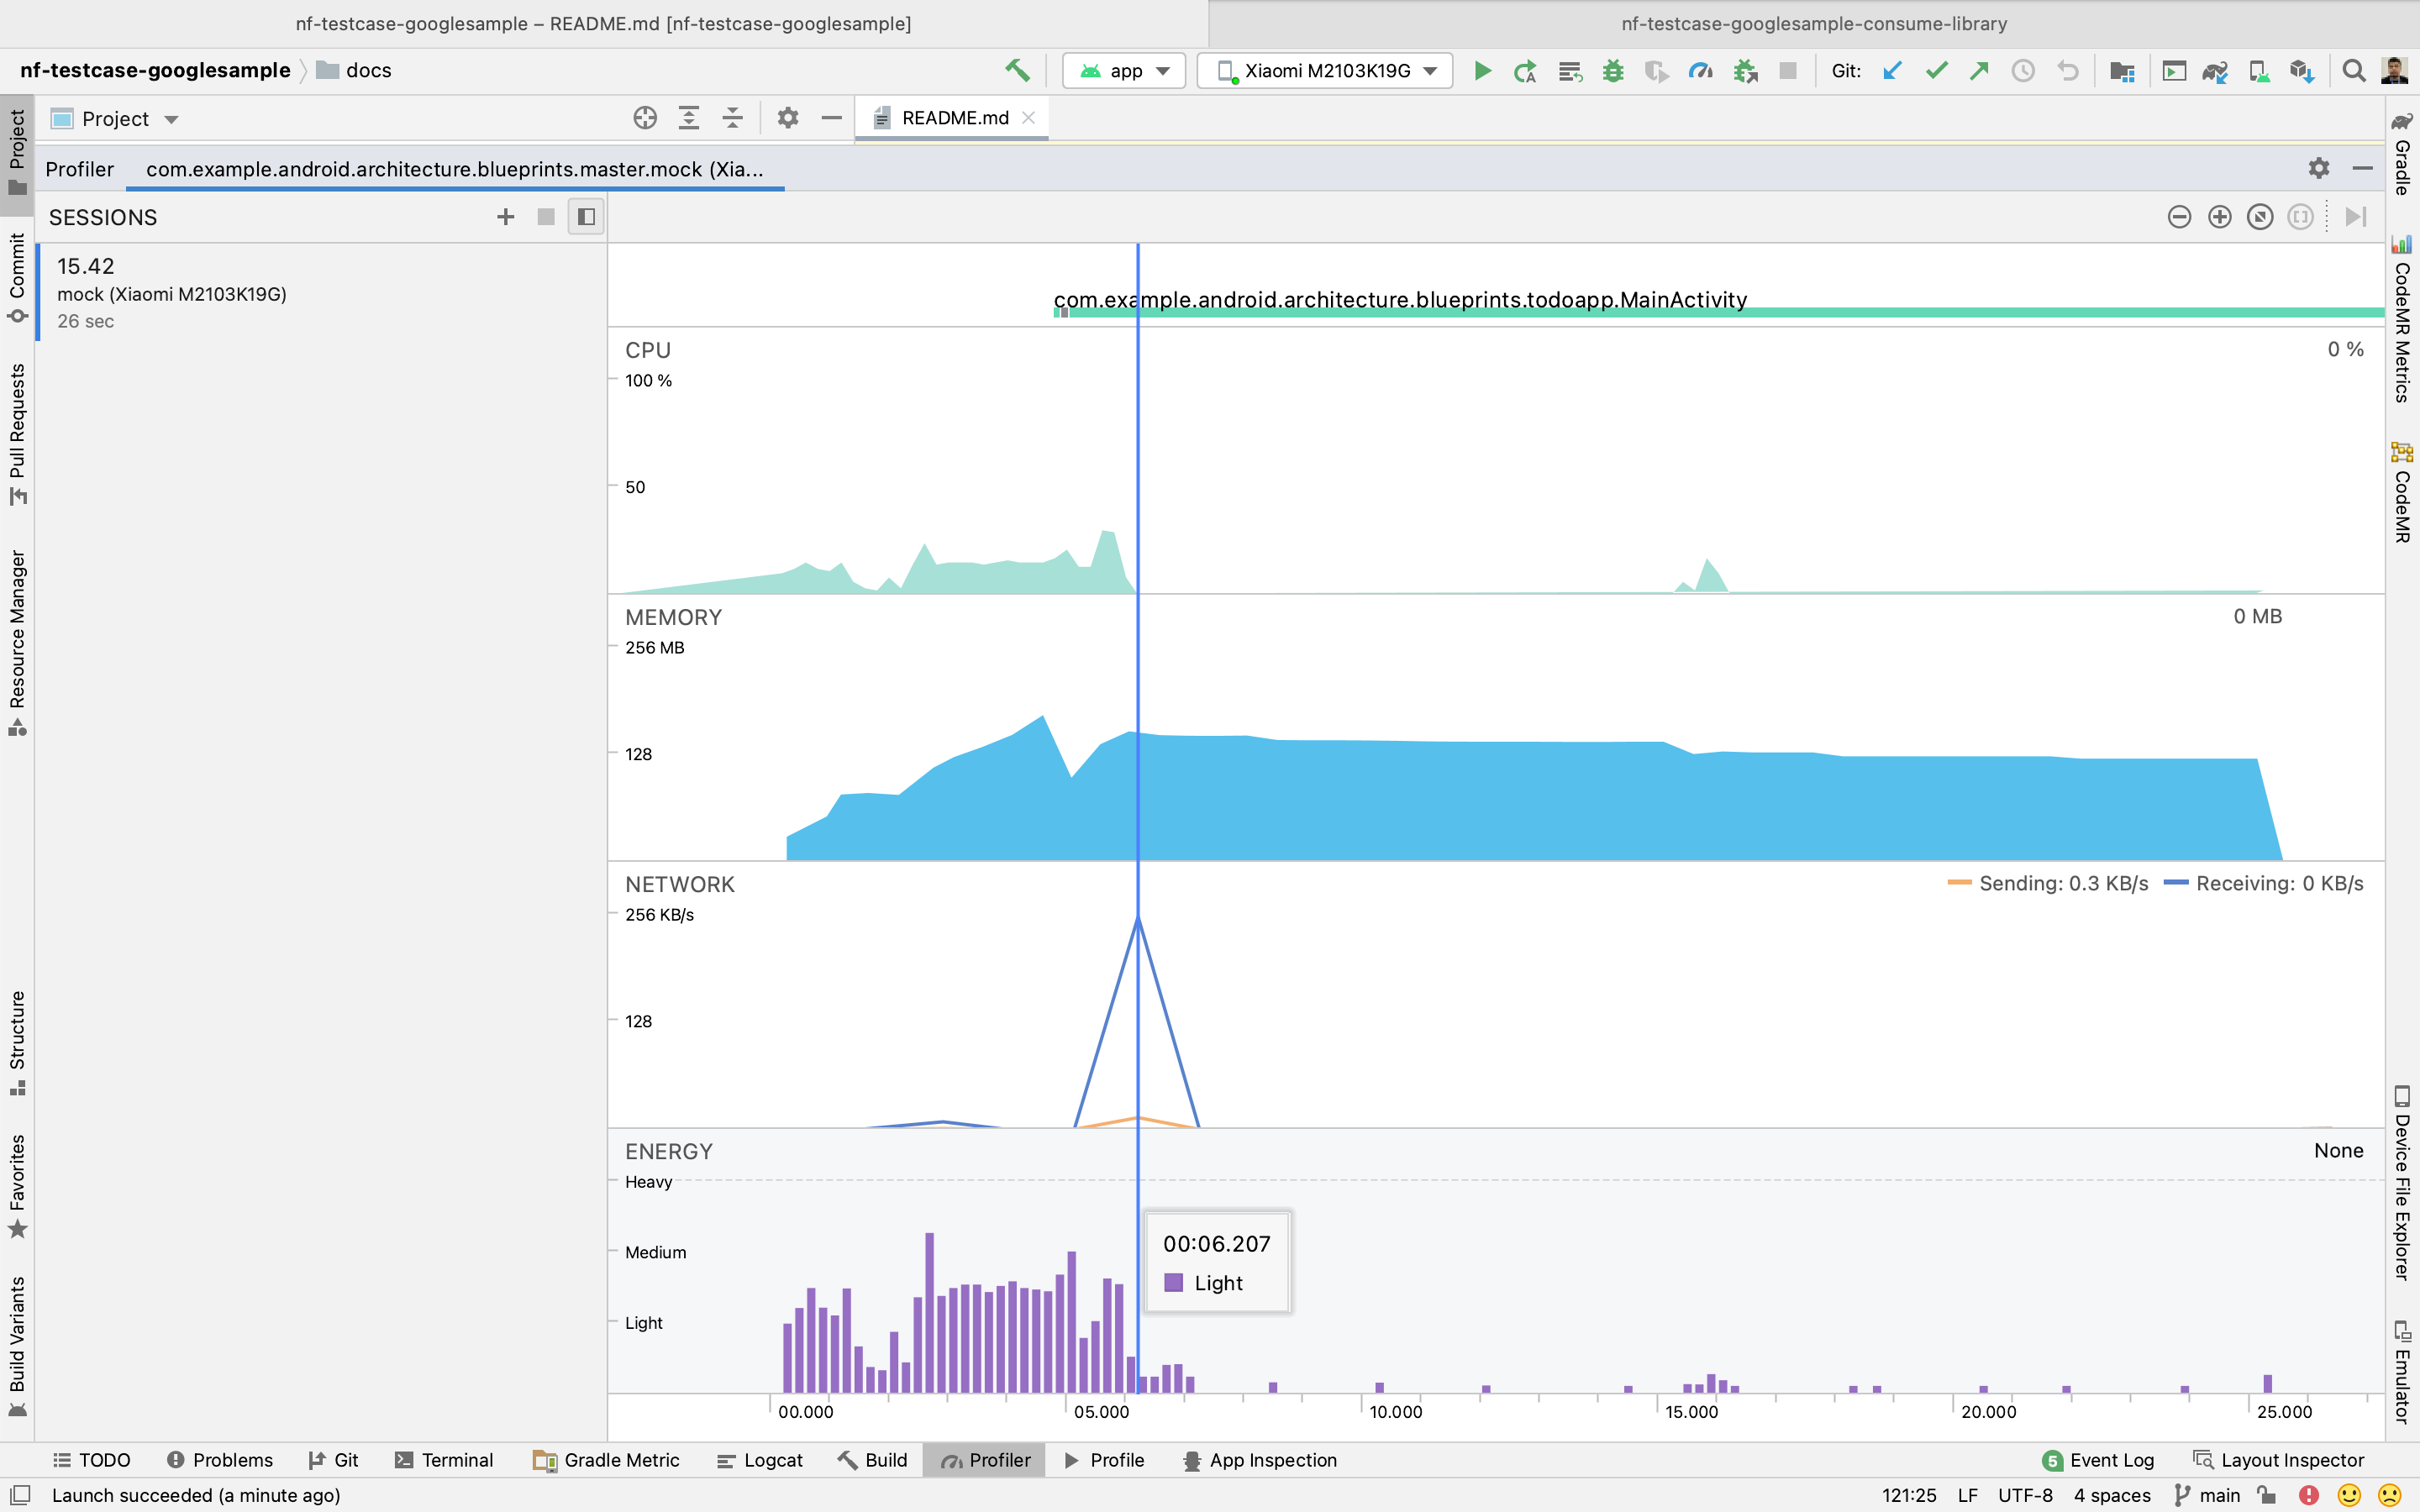 nf-testcase-googlesample – README.md [nf-testcase-googlesample]
nf-testcase-googlesample-consume-library
nf-testcase-googlesample
docs
app
Xiaomi M2103K19G
Git:
Project
README.md
Profiler
com.example.android.architecture.blueprints.master.mock (Xia...
SESSIONS
15.42
mock (Xiaomi M2103K19G)
26 sec
com.example.android.architecture.blueprints.todoapp.MainActivity
CPU
0 %
100 %
50
MEMORY
0 MB
256 MB
128
NETWORK
Sending: 0.3 KB/s
Receiving: 0 KB/s
256 KB/s
128
ENERGY
None
Heavy
Medium
Light
00:06.207
Light
00.000
05.000
10.000
15.000
20.000
25.000
Project
Commit
Pull Requests
Resource Manager
Structure
Favorites
Build Variants
Gradle
CodeMR Metrics
CodeMR
Device File Explorer
Emulator
TODO
Problems
Git
Terminal
Gradle Metric
Logcat
Build
Profiler
Profile
App Inspection
5
Event Log
Layout Inspector
Launch succeeded (a minute ago)
121:25
LF
UTF-8
4 spaces
main